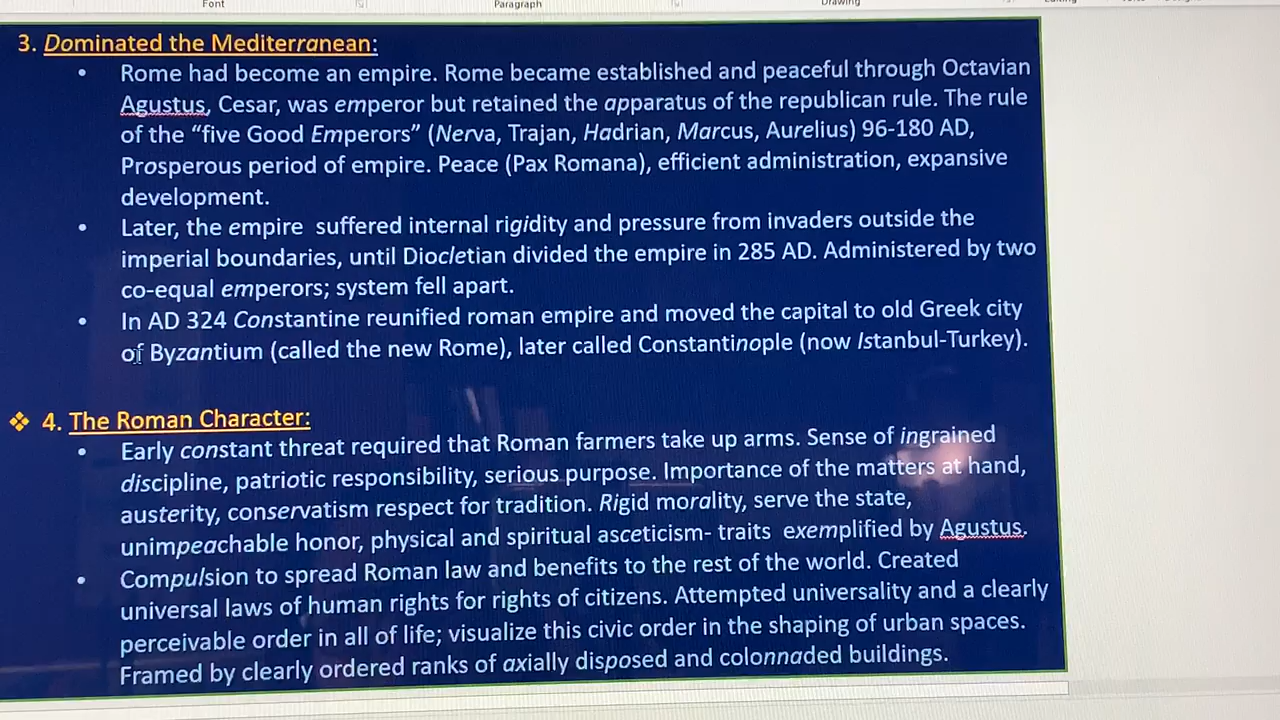 Font
Paragraph
Drawing
3. Dominated the Mediterranean:
• Rome had become an empire. Rome became established and peaceful through Octavian
Agustus, Cesar, was emperor but retained the apparatus of the republican rule. The rule
of the “five Good Emperors” (Nerva, Trajan, Hadrian, Marcus, Aurelius) 96-180 AD,
Prosperous period of empire. Peace (Pax Romana), efficient administration, expansive
development.
• Later, the empire suffered internal rigidity and pressure from invaders outside the
imperial boundaries, until Diocletian divided the empire in 285 AD. Administered by two
co-equal emperors; system fell apart.
• In AD 324 Constantine reunified roman empire and moved the capital to old Greek city
of Byzantium (called the new Rome), later called Constantinople (now Istanbul-Turkey).
❖ 4. The Roman Character:
• Early constant threat required that Roman farmers take up arms. Sense of ingrained
discipline, patriotic responsibility, serious purpose. Importance of the matters at hand,
austerity, conservatism respect for tradition. Rigid morality, serve the state,
unimpeachable honor, physical and spiritual asceticism- traits exemplified by Agustus.
• Compulsion to spread Roman law and benefits to the rest of the world. Created
universal laws of human rights for rights of citizens. Attempted universality and a clearly
perceivable order in all of life; visualize this civic order in the shaping of urban spaces.
Framed by clearly ordered ranks of axially disposed and colonnaded buildings.